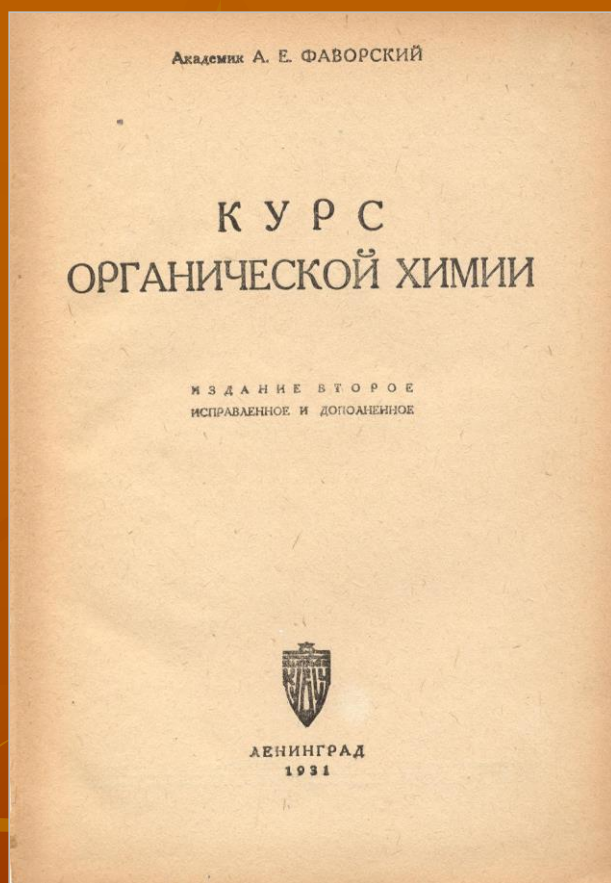 Академик А. Е. ФАВОРСКИЙ
КУРС
ОРГАНИЧЕСКОЙ ХИМИИ
ИЗДАНИЕ ВТОРОЕ
ИСПРАВЛЕННОЕ И ДОПОЛНЕННОЕ
ЛЕНИНГРАД
1931